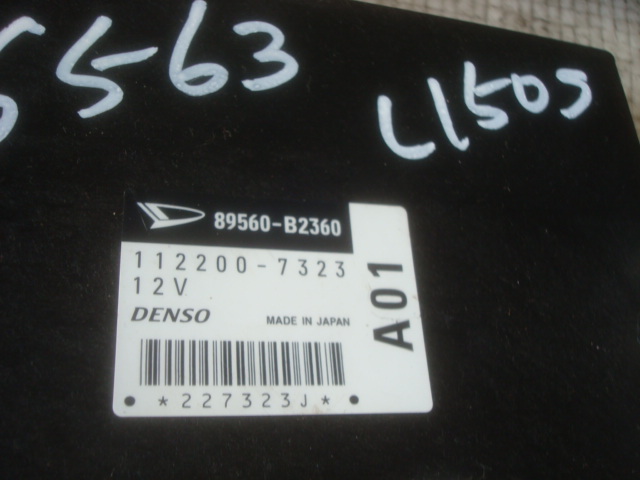 5563
L150S
89560-B2360
112200-7323
12V
DENSO MADE IN JAPAN
A01
*227323J*